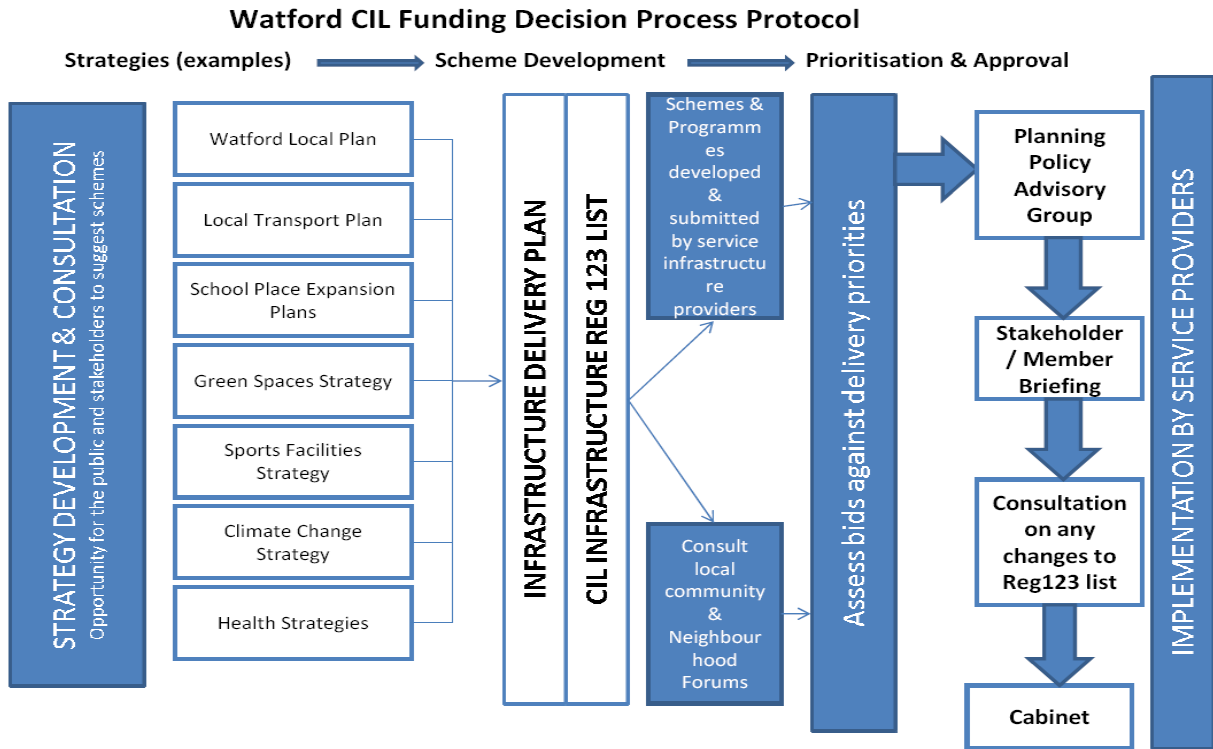 Watford CIL Funding Decision Process Protocol
Strategies (examples)
Scheme Development
Prioritisation & Approval
STRATEGY DEVELOPMENT & CONSULTATION
Opportunity for the public and stakeholders to suggest schemes
Watford Local Plan
Local Transport Plan
School Place Expansion
Plans
Green Spaces Strategy
Sports Facilities
Strategy
Climate Change
Strategy
Health Strategies
INFRASTRUCTURE DELIVERY PLAN
CIL INFRASTRUCTURE REG 123 LIST
Schemes &
Programm
es
developed
&
submitted
by service
infrastructu
re
providers
Consult
local
community
&
Neighbour
hood
Forums
Assess bids against delivery priorities
Planning
Policy
Advisory
Group
Stakeholder
/ Member
Briefing
Consultation
on any
changes to
Reg123 list
Cabinet
IMPLEMENTATION BY SERVICE PROVIDERS